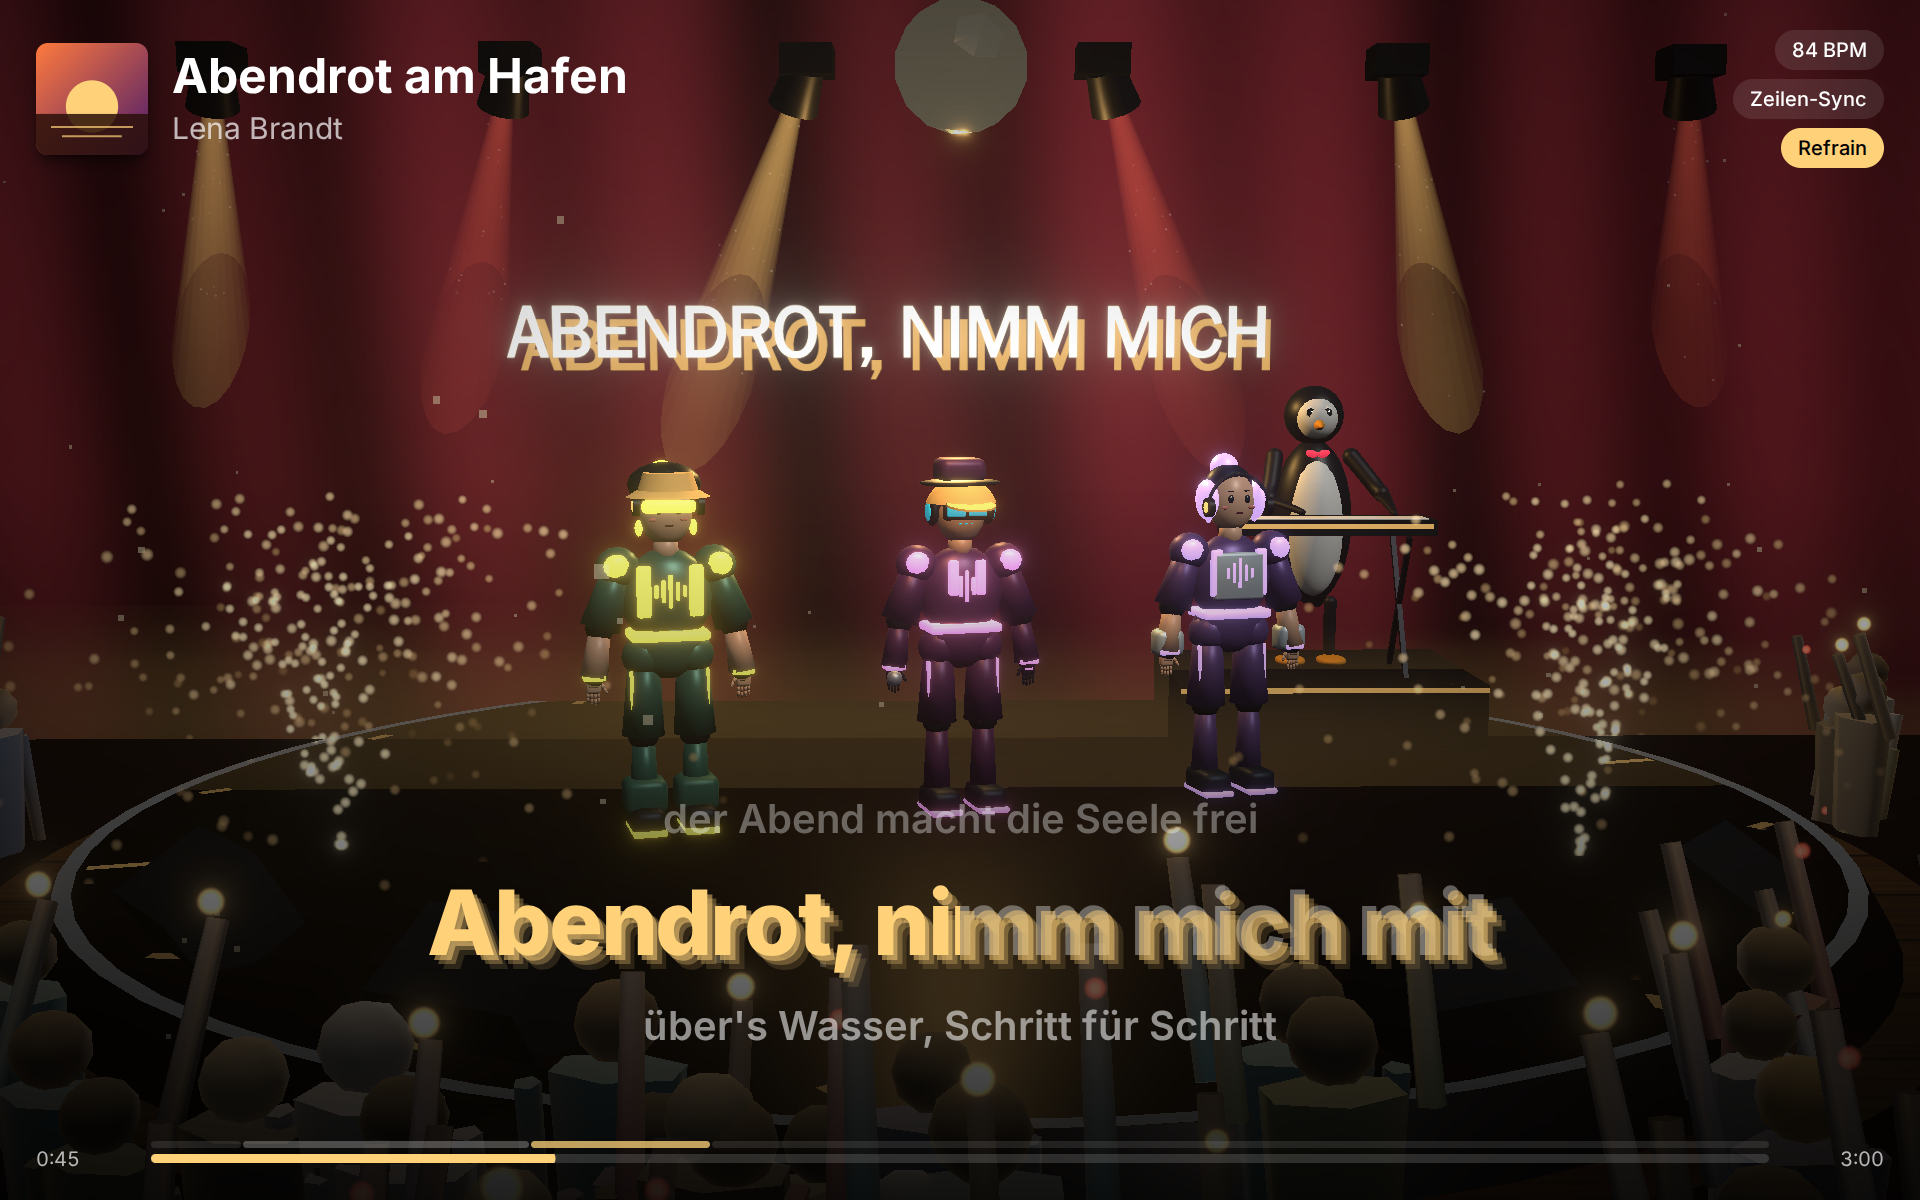 Abendrot am Hafen
Lena Brandt
84 BPM
Zeilen-Sync
Refrain
ABENDROT, NIMM MICH
der Abend macht die Seele frei
Abendrot, nimm mich mit
über's Wasser, Schritt für Schritt
0:45
3:00